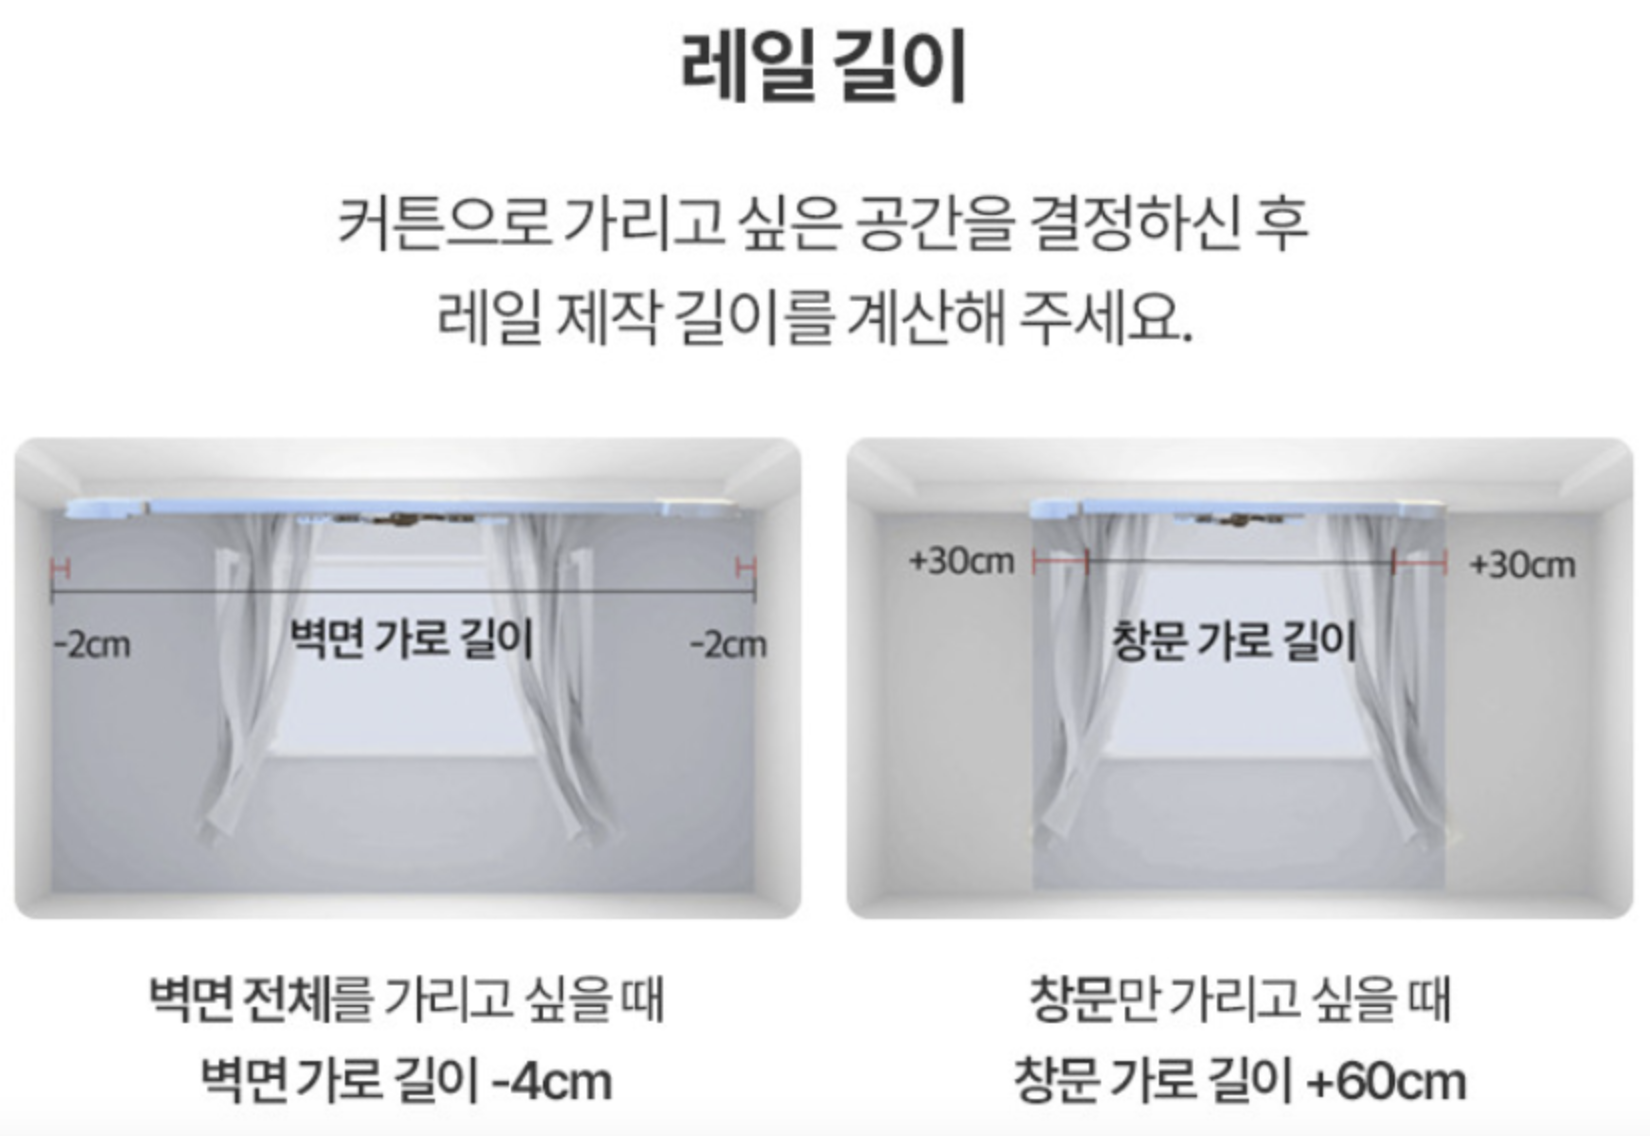 레일 길이
커튼으로 가리고 싶은 공간을 결정하신 후
레일 제작 길이를 계산해 주세요.
-2cm
벽면 가로 길이
-2cm
벽면 전체를 가리고 싶을 때
벽면 가로 길이 -4cm
+30cm
+30cm
창문 가로 길이
창문만 가리고 싶을 때
창문 가로 길이 +60cm